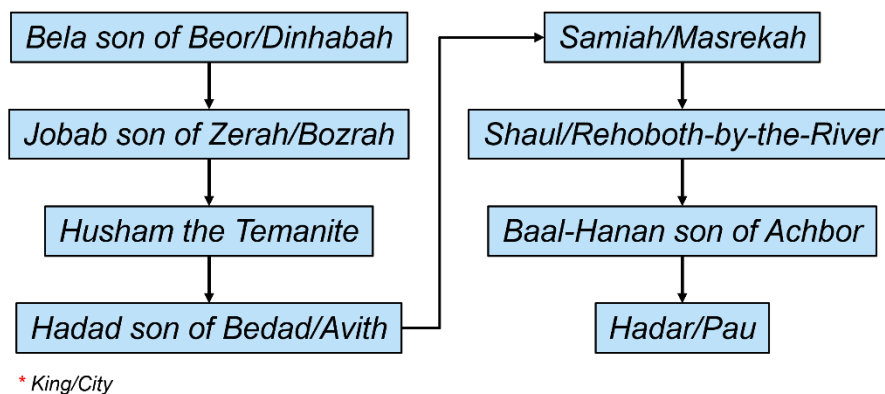 Bela son of Beor/Dinhabah
Jobab son of Zerah/Bozrah
Husham the Temanite
Hadad son of Bedad/Avith
Samiah/Masrekah
Shaul/Rehoboth-by-the-River
Baal-Hanan son of Achbor
Hadar/Pau
* King/City